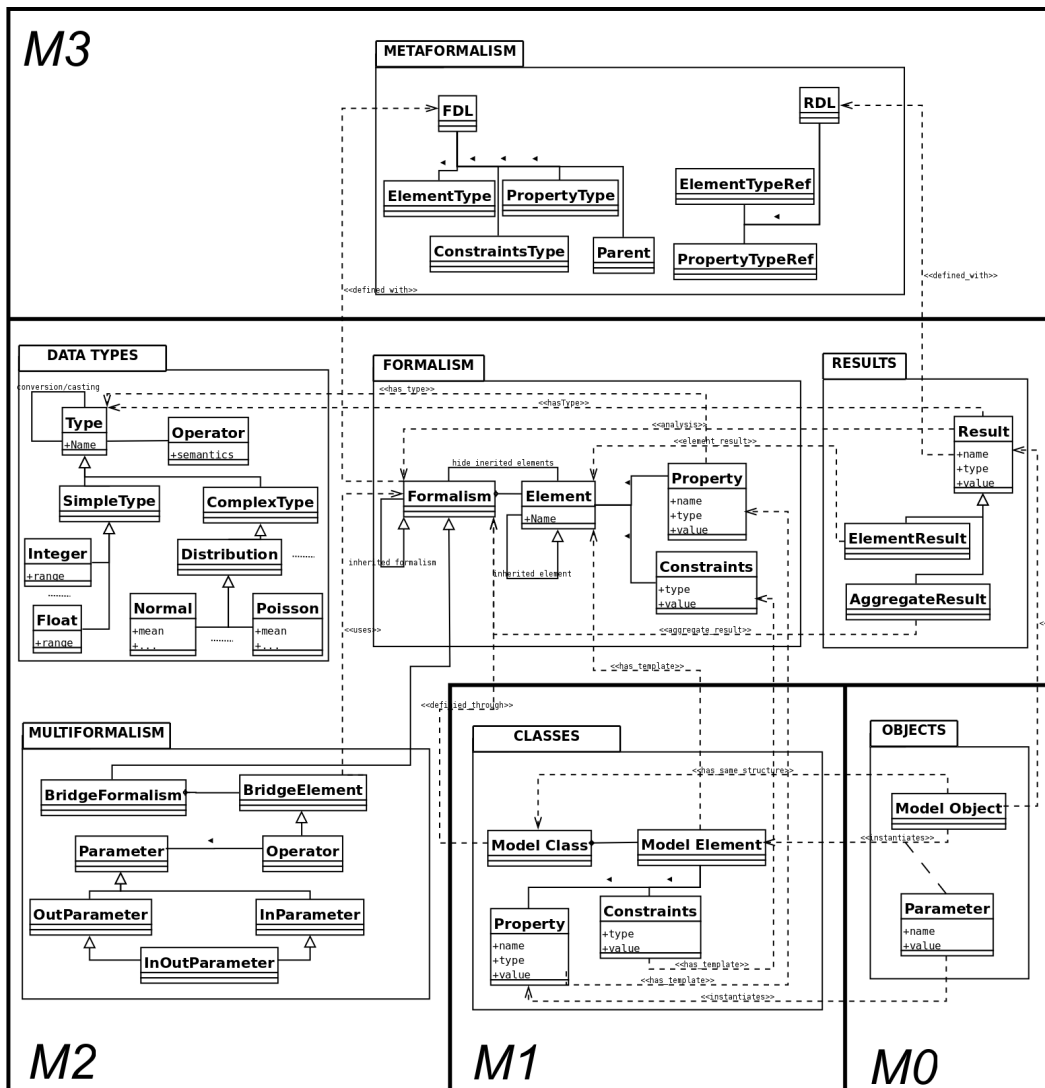 M3
METAFORMALISM
FDL
RDL
ElementType
PropertyType
ElementTypeRef
ConstraintsType
Parent
PropertyTypeRef
<<defined_with>>
<<defined_with>>
DATA TYPES
FORMALISM
RESULTS
conversion/casting
<<has_type>>
<<hasType>>
Type
+Name
Operator
+semantics
<<analysis>>
<<element_result>>
Result
+name
+type
+value
hide inerited elements
Property
+name
+type
+value
SimpleType
ComplexType
Formalism
Element
+Name
Integer
+range
Distribution
..........
ElementResult
inherited_formalism
inherited_element
Constraints
+type
+value
..........
Float
+range
Normal
+mean
+...
..........
Poisson
+mean
+...
AggregateResult
<<uses>>
<<aggregate_result>>
<<has_template>>
<<definied_through>>
MULTIFORMALISM
CLASSES
OBJECTS
<<has_same_structure>>
BridgeFormalism
BridgeElement
Model Object
Parameter
Operator
Model Class
Model Element
<<instantiates>>
OutParameter
InParameter
Property
+name
+type
+value
Constraints
+type
+value
Parameter
+name
+value
InOutParameter
<<has_template>>
<<has_template>>
<<instantiates>>
M2
M1
M0